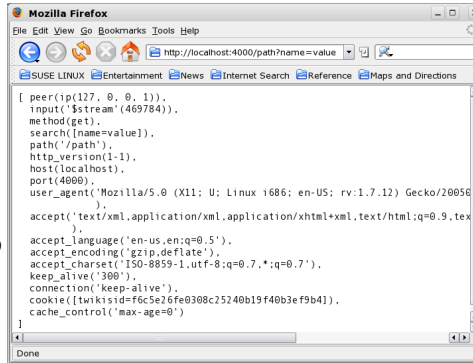 Mozilla Firefox
File Edit View Go Bookmarks Tools Help
http://localhost:4000/path?name=value
SUSE LINUX Entertainment News Internet Search Reference Maps and Directions
[ peer(ip(127, 0, 0, 1)),
input('$stream'(469784)),
method(get),
search([name=value]),
path('/path'),
http_version(1-1),
host(localhost),
port(4000),
user_agent('Mozilla/5.0 (X11; U; Linux i686; en-US; rv:1.7.12) Gecko/20050
),
accept('text/xml,application/xml,application/xhtml+xml,text/html;q=0.9,tex
),
accept_language('en-us,en;q=0.5'),
accept_encoding('gzip,deflate'),
accept_charset('ISO-8859-1,utf-8;q=0.7,*;q=0.7'),
keep_alive('300'),
connection('keep-alive'),
cookie([twikisid=f6c5e26fe0308c25240b19f40b3ef9b4]),
cache_control('max-age=0')
]
Done